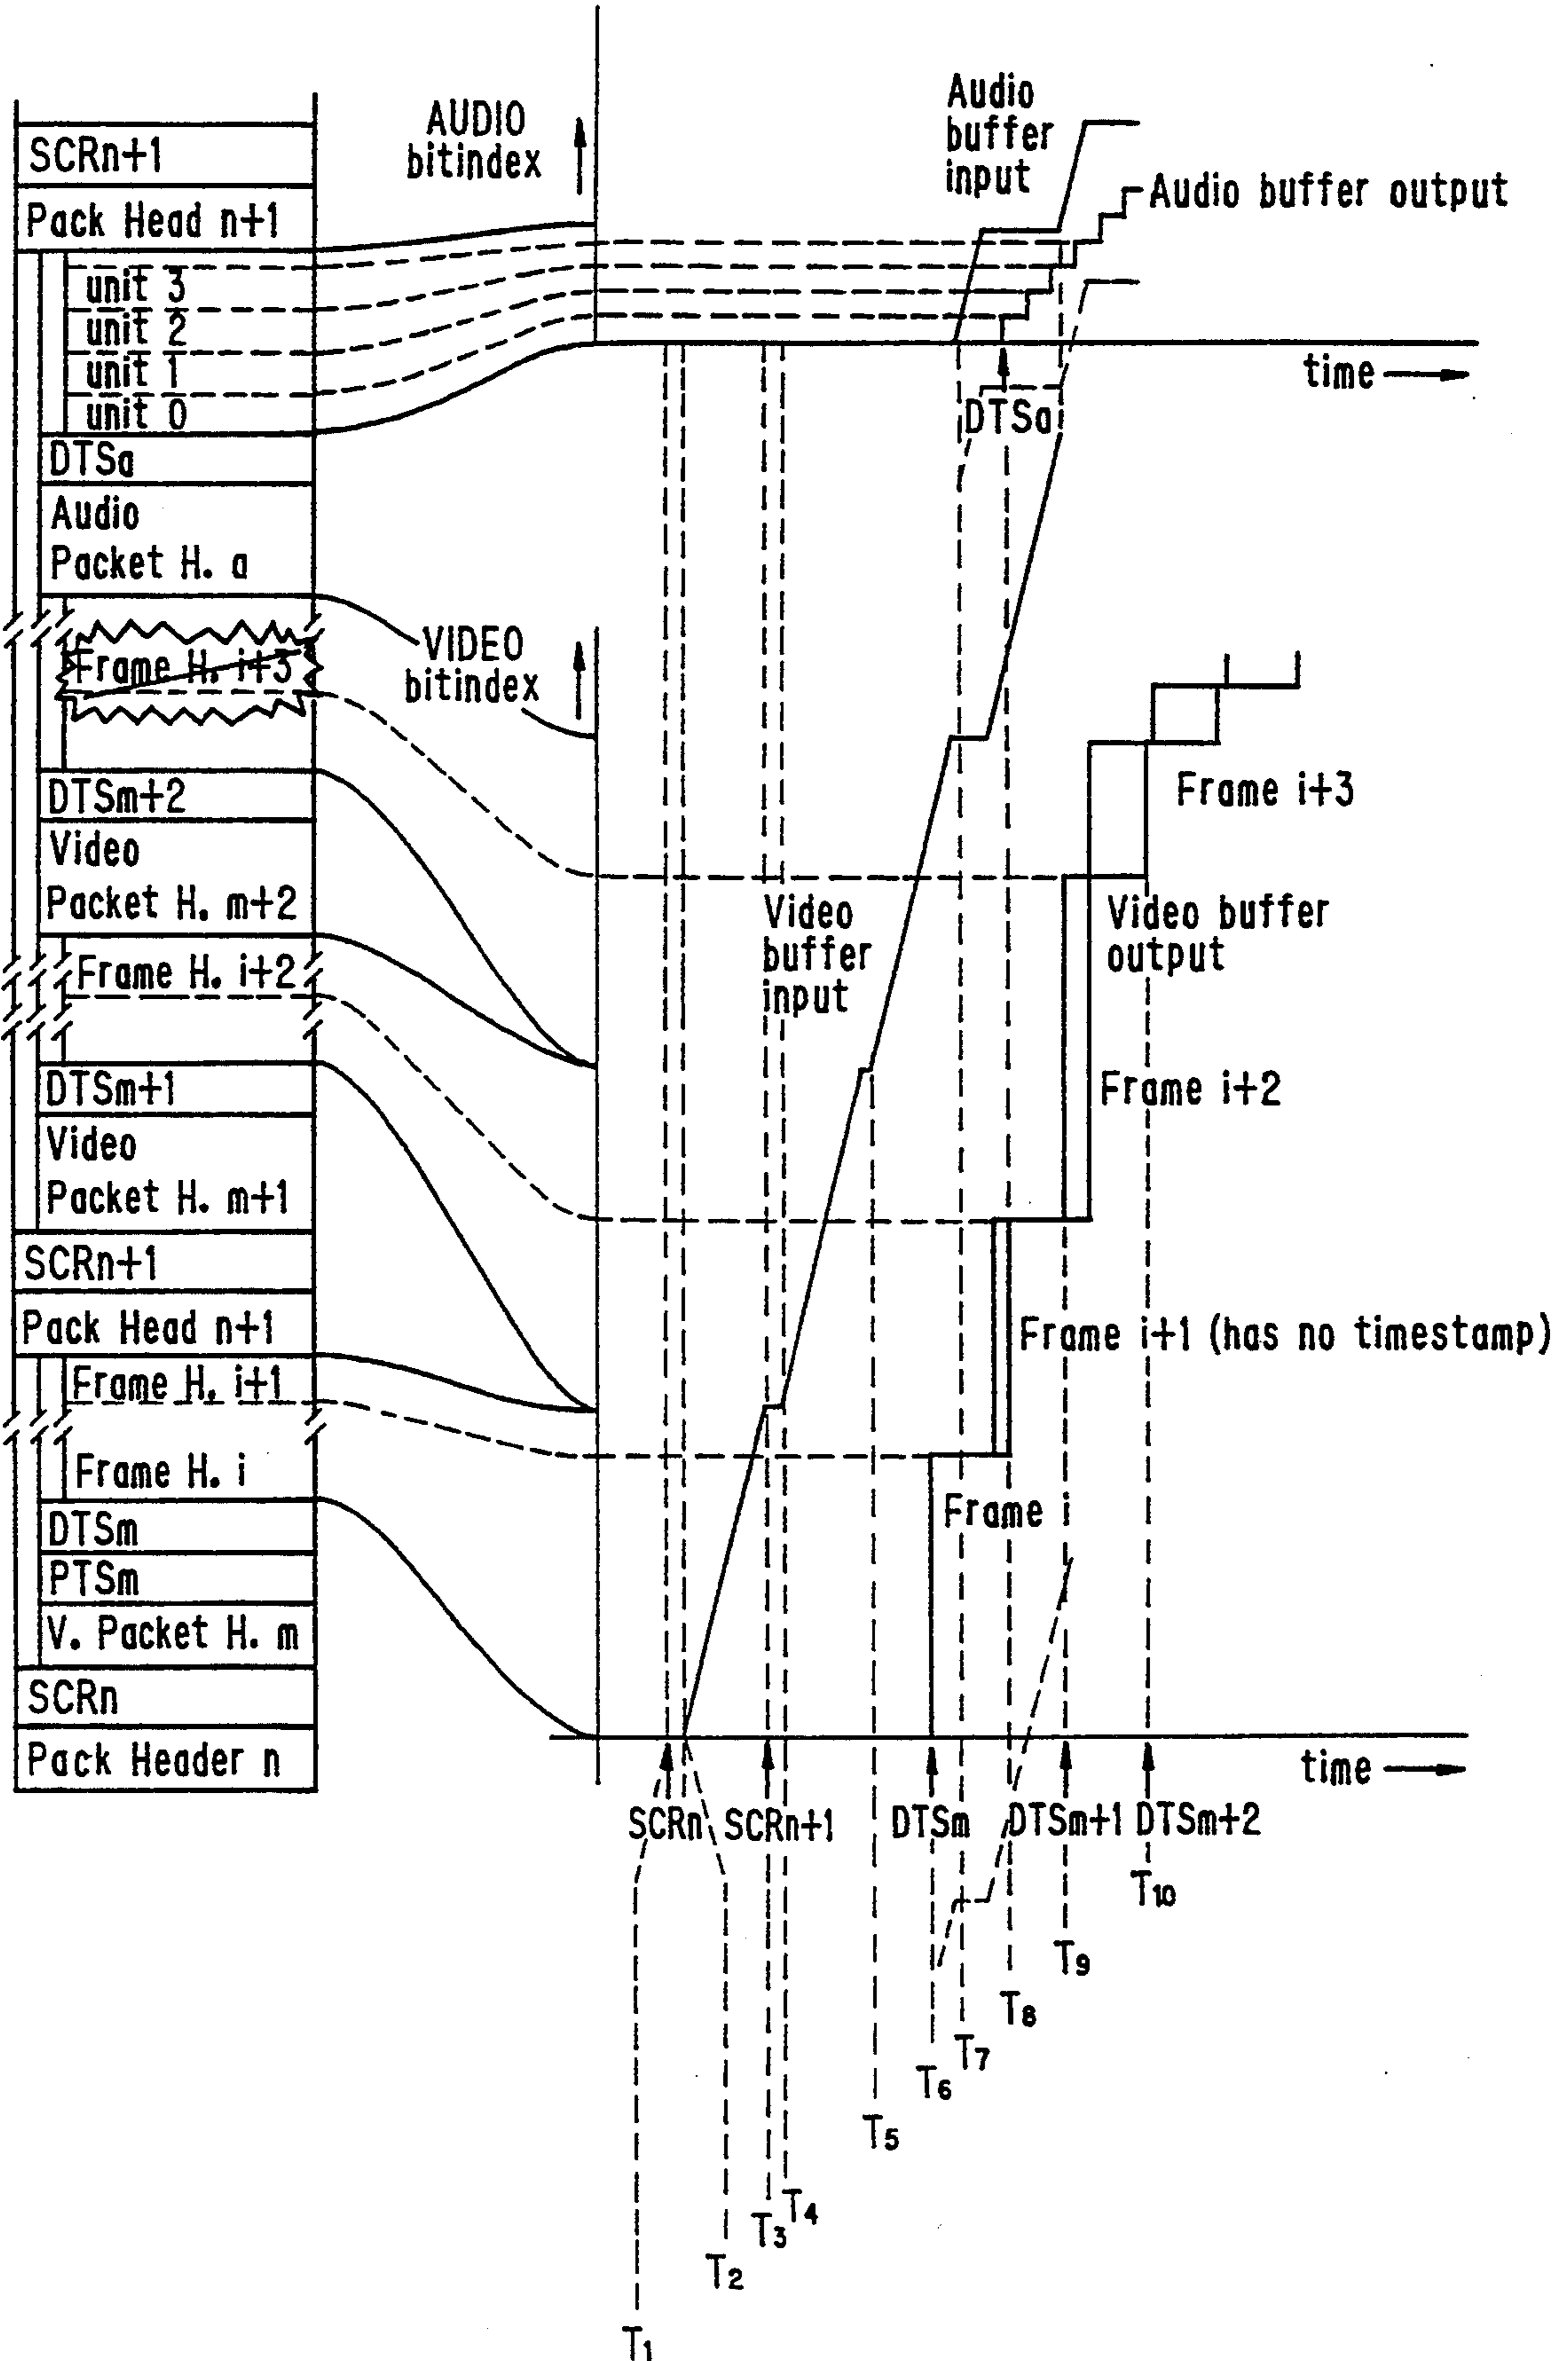 SCRn+1
Pack Head n+1
unit 3
unit 2
unit 1
unit 0
DTSa
Audio
Packet H. a
Frame H. i+3
DTSm+2
Video
Packet H. m+2
Frame H. i+2
DTSm+1
Video
Packet H. m+1
SCRn+1
Pack Head n+1
Frame H. i+1
Frame H. i
DTSm
PTSm
V. Packet H. m
SCRn
Pack Header n
AUDIO
bitindex
Audio
buffer
input
Audio buffer output
time
DTSa
VIDEO
bitindex
Video
buffer
input
Frame i+3
Video buffer
output
Frame i+2
Frame i+1 (has no timestamp)
Frame i
time
SCRn
SCRn+1
DTSm
DTSm+1
DTSm+2
T10
T9
T8
T7
T6
T5
T4
T3
T2
T1